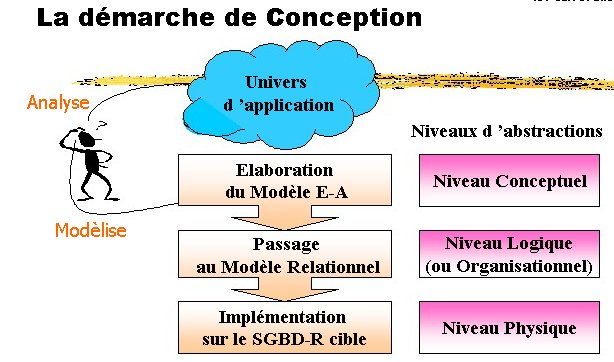 La démarche de Conception
Univers
d ’application
Analyse
?
Modèlise
Niveaux d ’abstractions
Elaboration
du Modèle E-A
Niveau Conceptuel
Passage
au Modèle Relationnel
Niveau Logique
(ou Organisationnel)
Implémentation
sur le SGBD-R cible
Niveau Physique